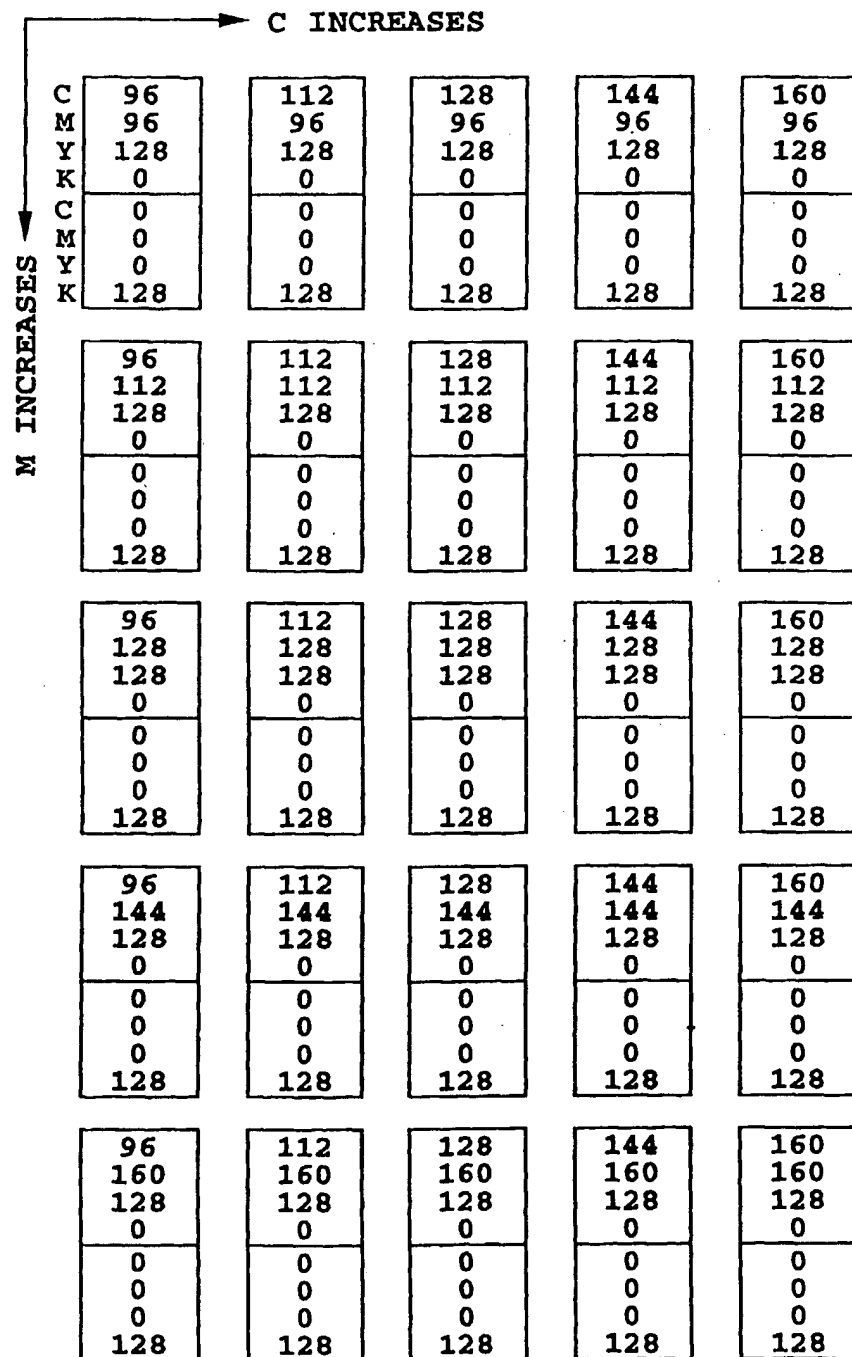 C INCREASES
M INCREASES
C 96 112 128 144 160
M 96 96 96 96 96
Y 128 128 128 128 128
K 0 0 0 0 0
C 0 0 0 0 0
M 0 0 0 0 0
Y 0 0 0 0 0
K 128 128 128 128 128
96 112 128 144 160
112 112 112 112 112
128 128 128 128 128
0 0 0 0 0
0 0 0 0 0
0 0 0 0 0
0 0 0 0 0
128 128 128 128 128
96 112 128 144 160
128 128 128 128 128
128 128 128 128 128
0 0 0 0 0
0 0 0 0 0
0 0 0 0 0
0 0 0 0 0
128 128 128 128 128
96 112 128 144 160
144 144 144 144 144
128 128 128 128 128
0 0 0 0 0
0 0 0 0 0
0 0 0 0 0
0 0 0 0 0
128 128 128 128 128
96 112 128 144 160
160 160 160 160 160
128 128 128 128 128
0 0 0 0 0
0 0 0 0 0
0 0 0 0 0
0 0 0 0 0
128 128 128 128 128